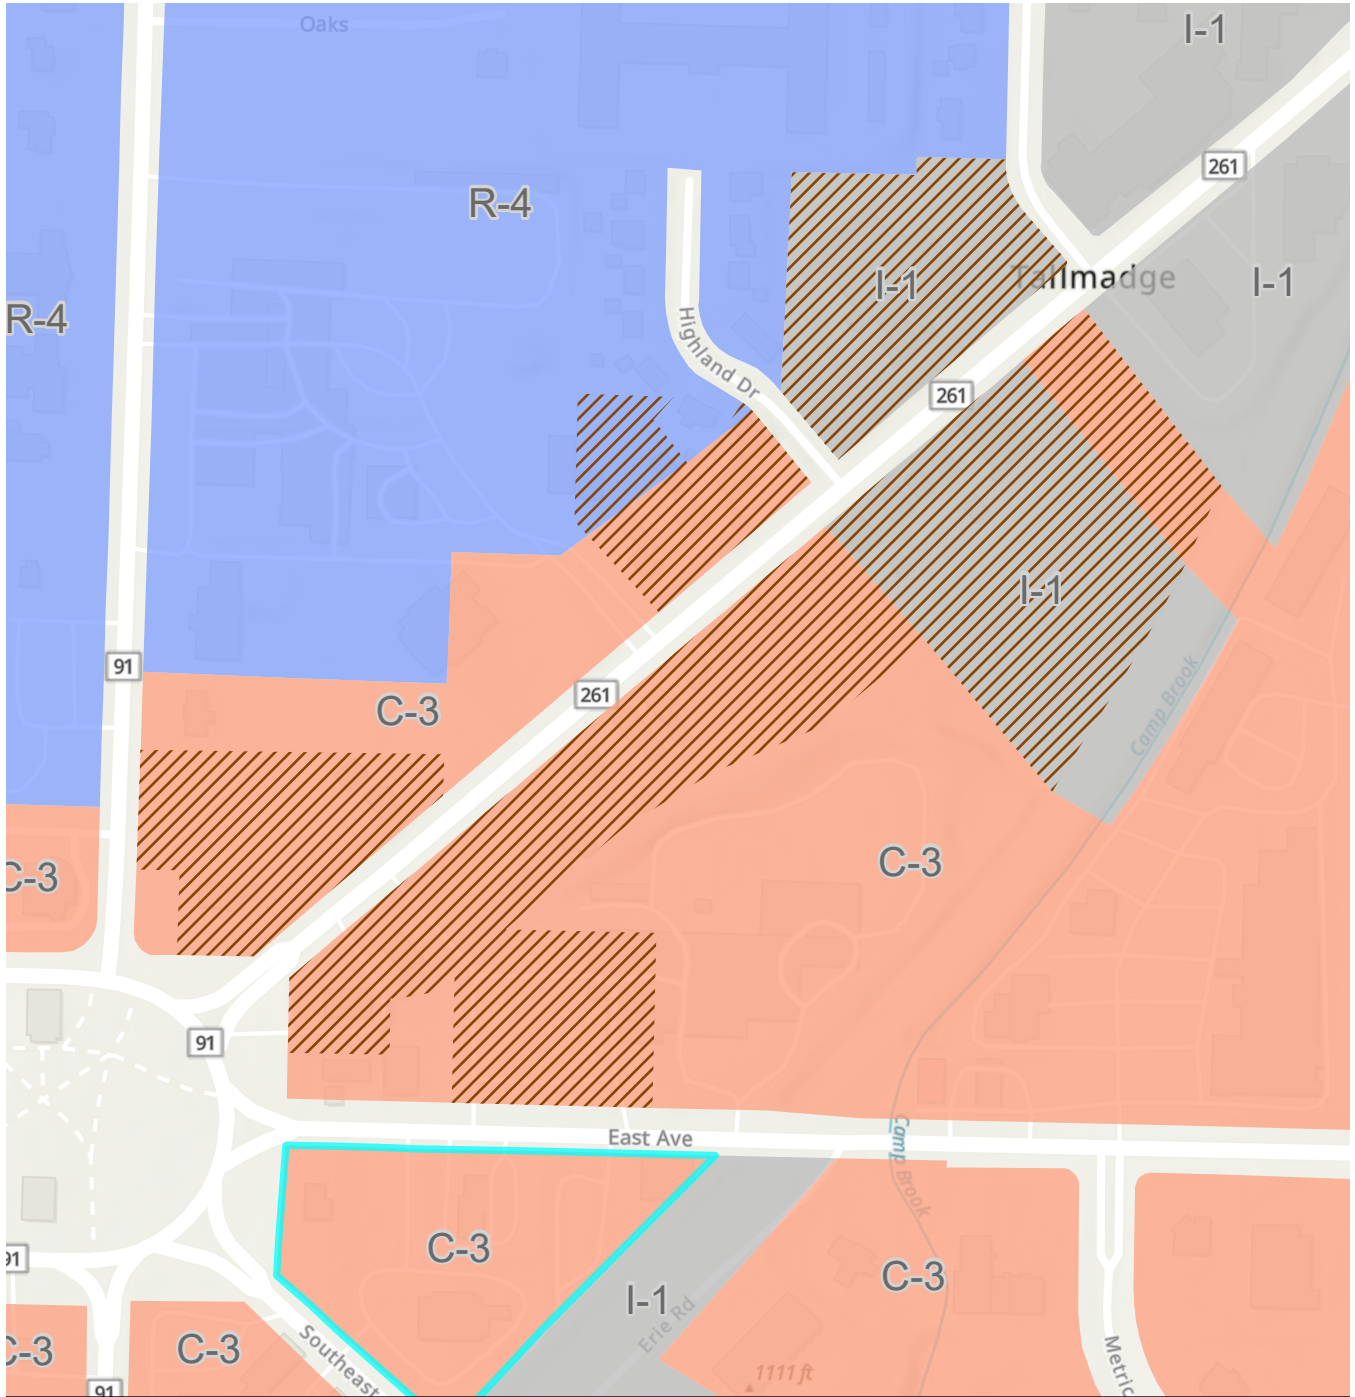 Oaks
I-1
261
R-4
I-1
Tallmadge
I-1
R-4
Highland Dr
261
I-1
91
261
C-3
Camp Brook
C-3
C-3
91
East Ave
Camp Brook
C-3
91
I-1
C-3
Erie Rd
C-3
C-3
Southeast
1111 ft
Metric
91